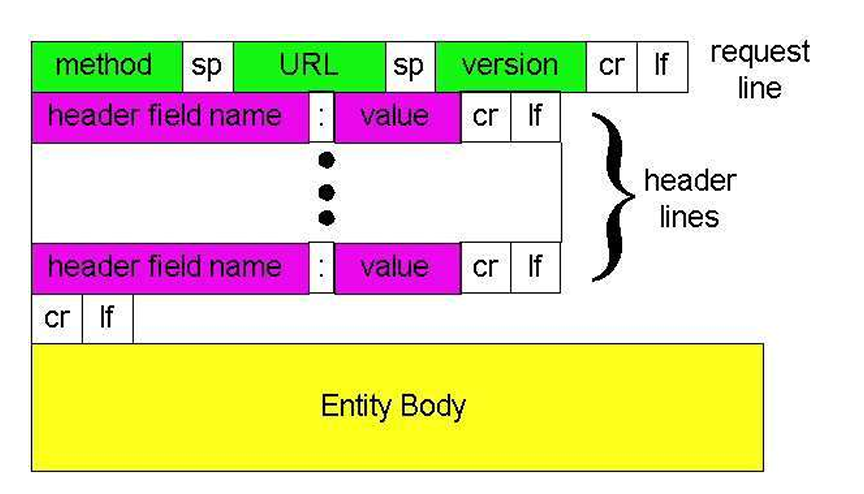 method sp URL sp version cr lf request line
header field name : value cr lf
header lines
header field name : value cr lf
cr lf
Entity Body